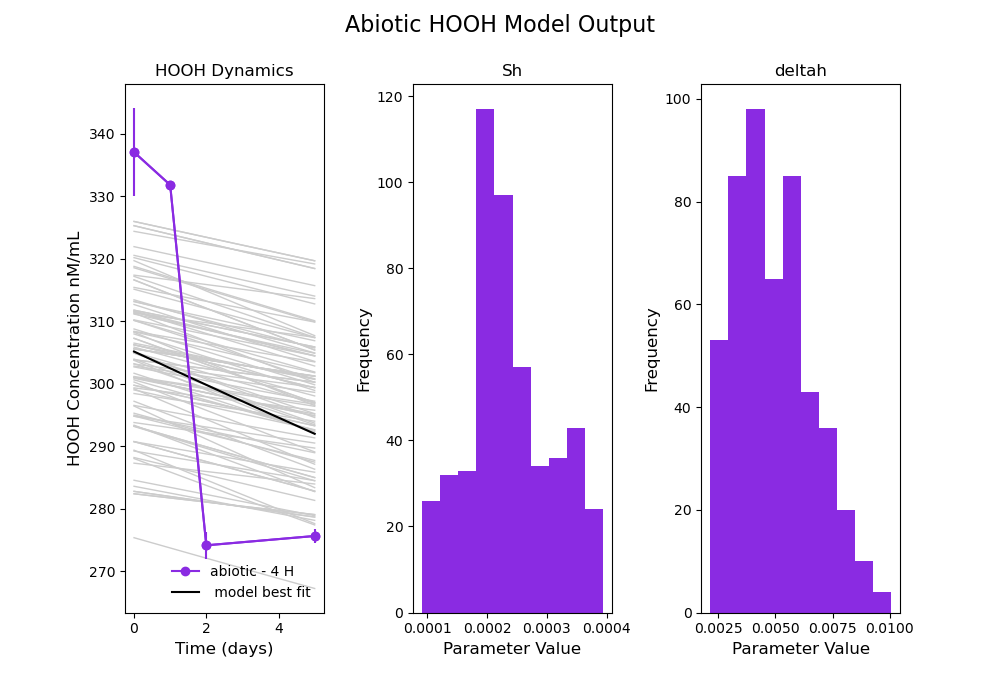 Abiotic HOOH Model Output
HOOH Dynamics
HOOH Concentration nM/mL
340
330
320
310
300
290
280
270
0
2
4
Time (days)
abiotic - 4 H
model best fit
Sh
Frequency
120
100
80
60
40
20
0
0.0001
0.0002
0.0003
0.0004
Parameter Value
deltah
Frequency
100
80
60
40
20
0
0.0025
0.0050
0.0075
0.0100
Parameter Value